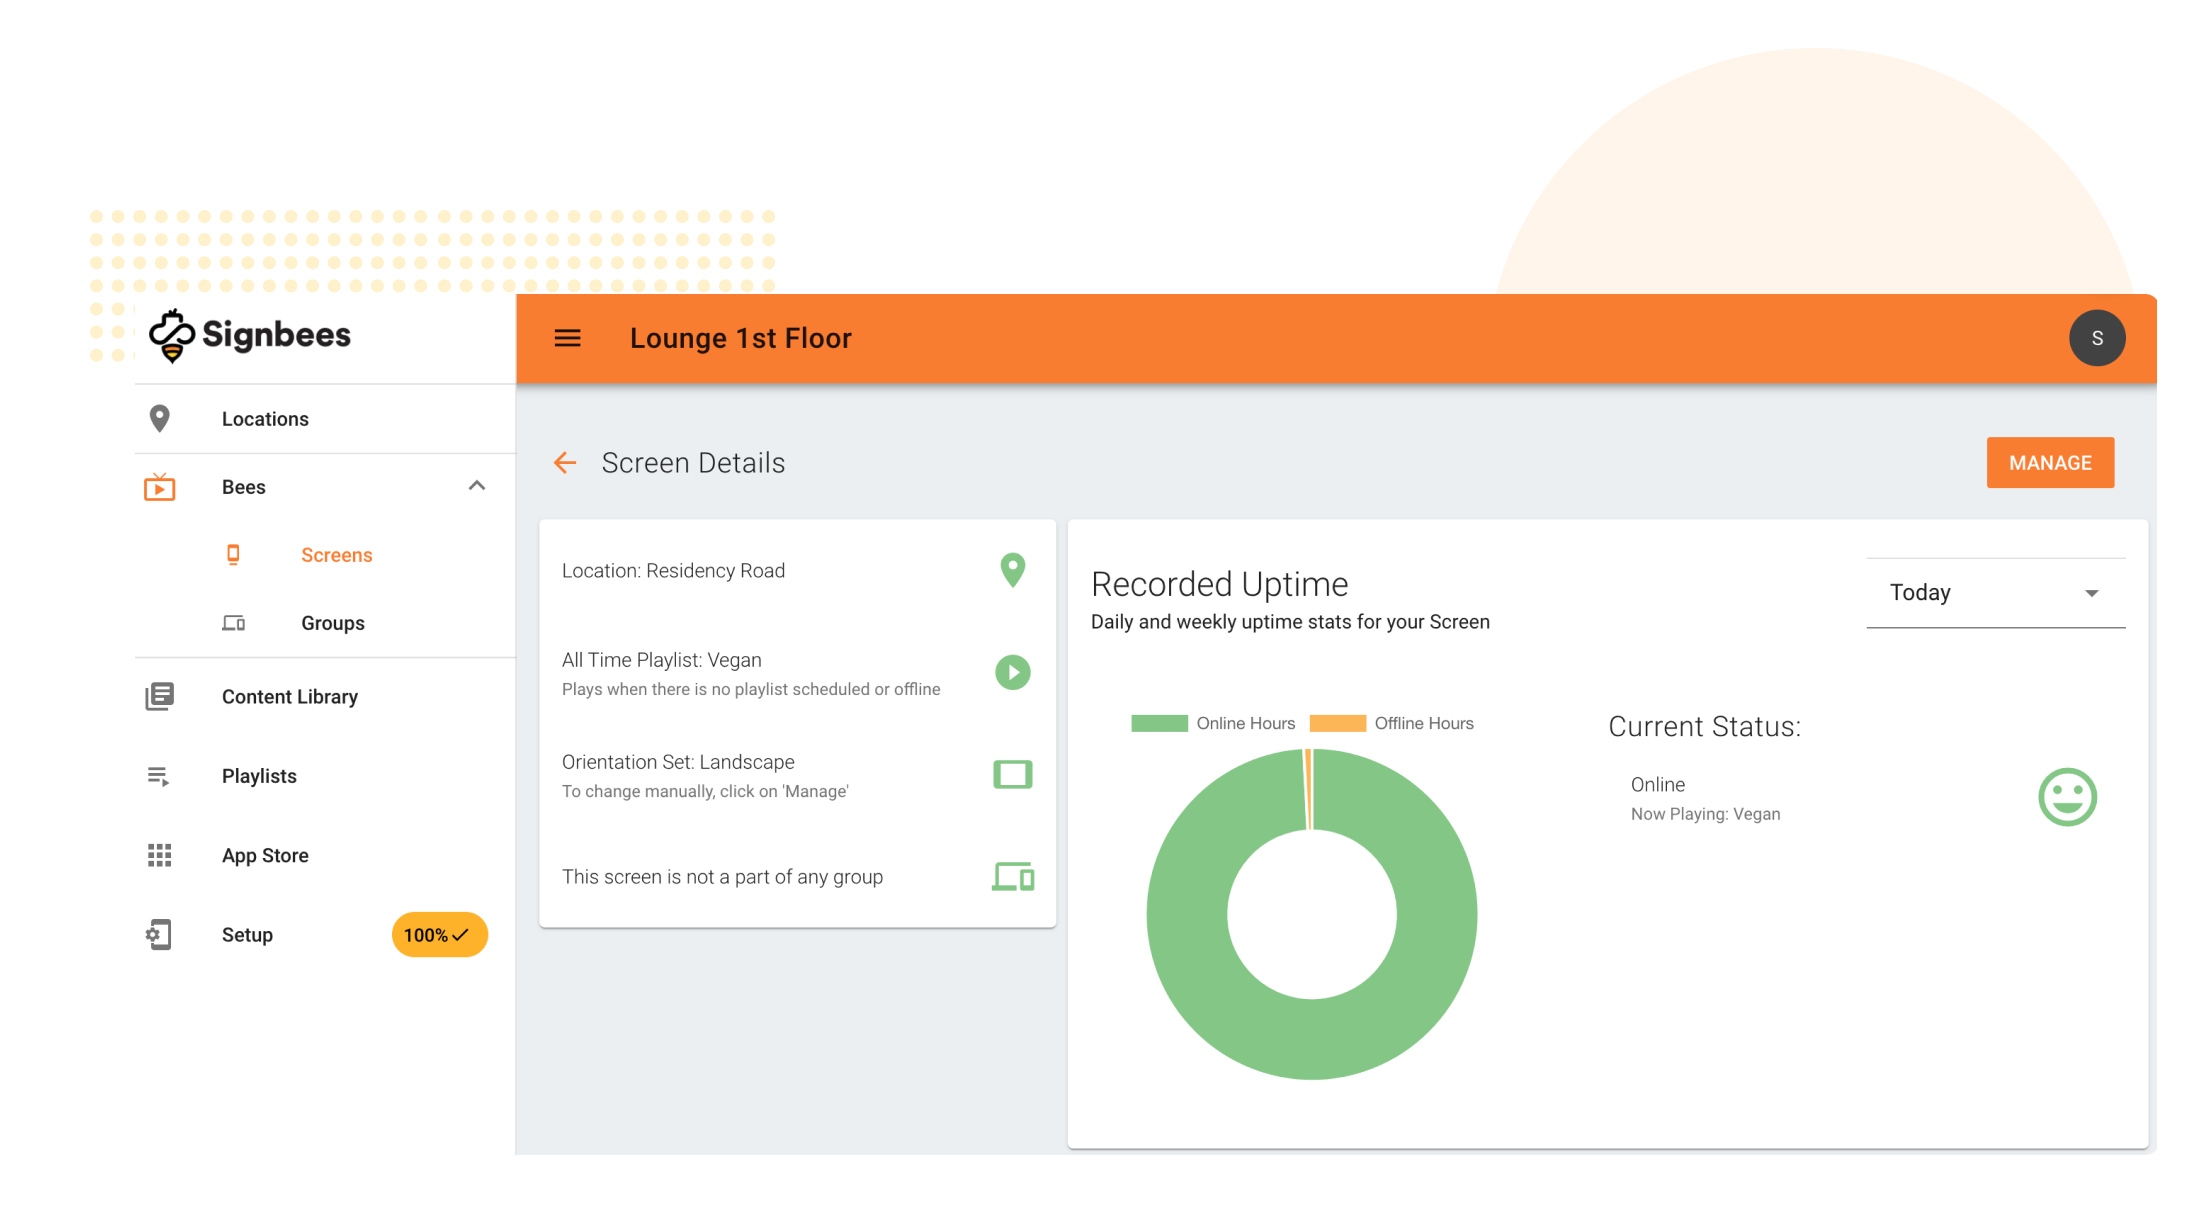 Signbees
Lounge 1st Floor
S
Locations
Bees
Screens
Groups
Content Library
Playlists
App Store
Setup
100%
Screen Details
MANAGE
Location: Residency Road
All Time Playlist: Vegan
Plays when there is no playlist scheduled or offline
Orientation Set: Landscape
To change manually, click on 'Manage'
This screen is not a part of any group
Recorded Uptime
Daily and weekly uptime stats for your Screen
Today
Online Hours
Offline Hours
Current Status:
Online
Now Playing: Vegan